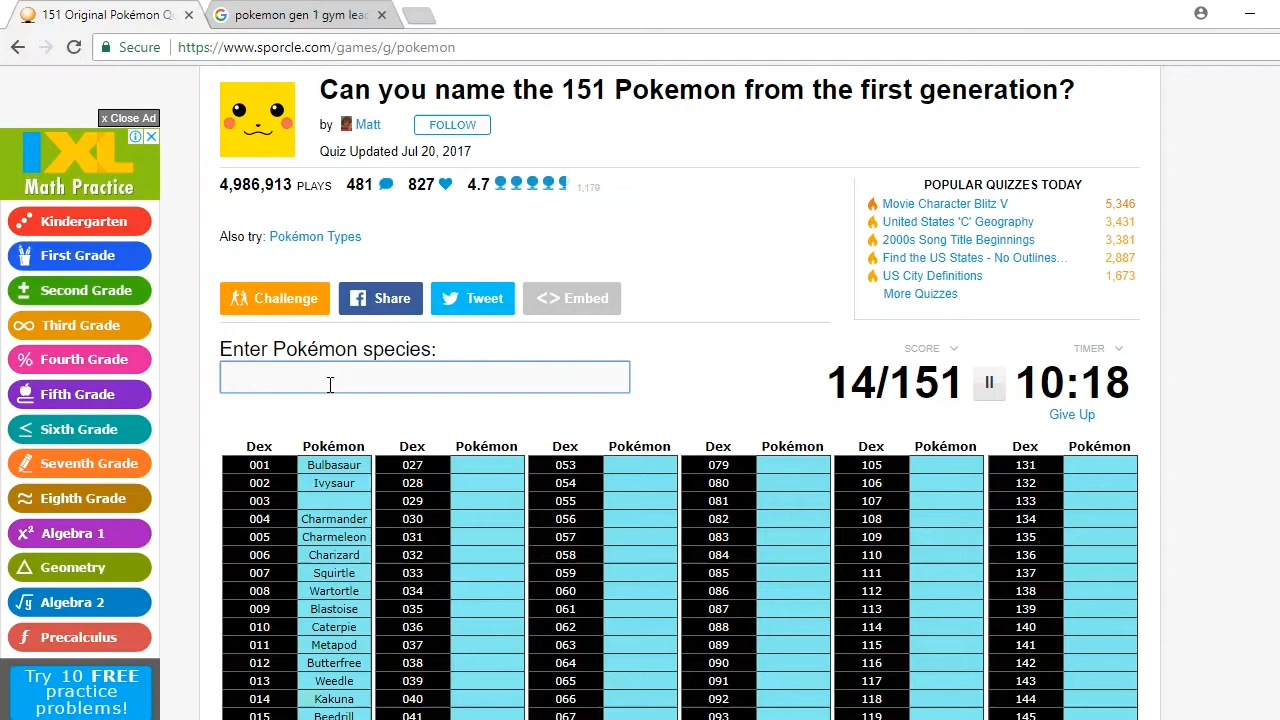 151 Original Pokémon Q
pokemon gen 1 gym lea
Secure https://www.sporcle.com/games/g/pokemon
x Close Ad
IXL
Math Practice
Kindergarten
First Grade
Second Grade
Third Grade
Fourth Grade
Fifth Grade
Sixth Grade
Seventh Grade
Eighth Grade
Algebra 1
Geometry
Algebra 2
Precalculus
Try 10 FREE
practice
problems!
Can you name the 151 Pokemon from the first generation?
by Matt FOLLOW
Quiz Updated Jul 20, 2017
4,986,913 PLAYS 481 827 4.7 1,179
Also try: Pokémon Types
Challenge Share Tweet <> Embed
POPULAR QUIZZES TODAY
Movie Character Blitz V 5,346
United States 'C' Geography 3,431
2000s Song Title Beginnings 3,381
Find the US States - No Outlines... 2,887
US City Definitions 1,673
More Quizzes
Enter Pokémon species:
SCORE TIMER
14/151 10:18
Give Up
Dex Pokémon Dex Pokémon Dex Pokémon Dex Pokémon Dex Pokémon Dex Pokémon
001 Bulbasaur 027 053 079 105 131
002 Ivysaur 028 054 080 106 132
003 029 055 081 107 133
004 Charmander 030 056 082 108 134
005 Charmeleon 031 057 083 109 135
006 Charizard 032 058 084 110 136
007 Squirtle 033 059 085 111 137
008 Wartortle 034 060 086 112 138
009 Blastoise 035 061 087 113 139
010 Caterpie 036 062 088 114 140
011 Metapod 037 063 089 115 141
012 Butterfree 038 064 090 116 142
013 Weedle 039 065 091 117 143
014 Kakuna 040 066 092 118 144
015 Beedrill 041 067 093 119 145